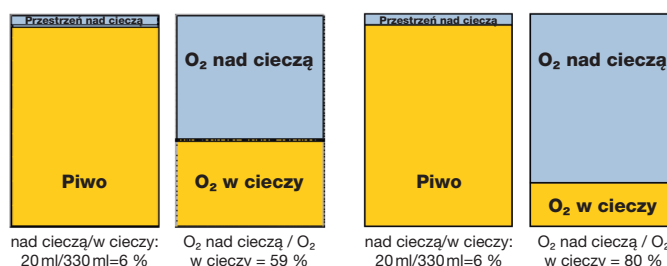 Przestrzeń nad cieczą
O₂ nad cieczą
Piwo
O₂ w cieczy
nad cieczą/w cieczy:
20 ml/330 ml=6 %
O₂ nad cieczą / O₂
w cieczy = 59 %
Przestrzeń nad cieczą
O₂ nad cieczą
Piwo
O₂ w cieczy
nad cieczą/w cieczy:
20 ml/330 ml=6 %
O₂ nad cieczą / O₂
w cieczy = 80 %